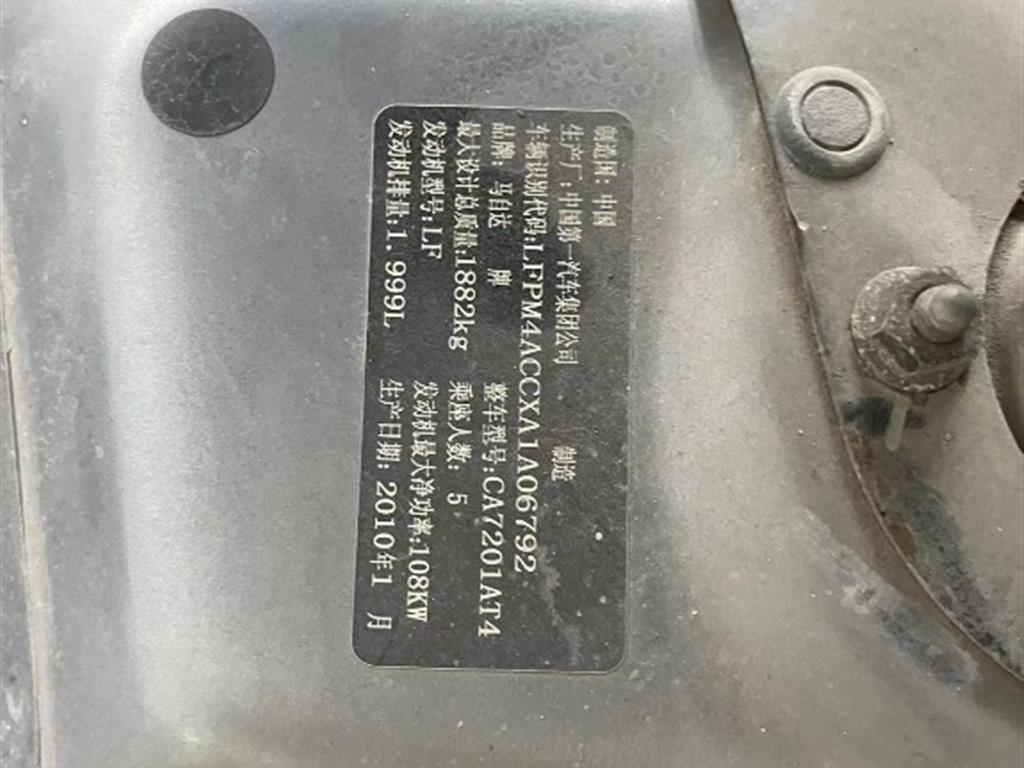 制造国：中国
生产厂：中国第一汽车集团公司 制造
车辆识别代码:LFPM4ACCXA1A06792
品牌：马自达 牌 整车型号:CA7201AT4
最大设计总质量:1882kg 乘座人数: 5
发动机型号:LF 发动机最大净功率:108KW
发动机排量:1.999L 生产日期: 2010年1 月